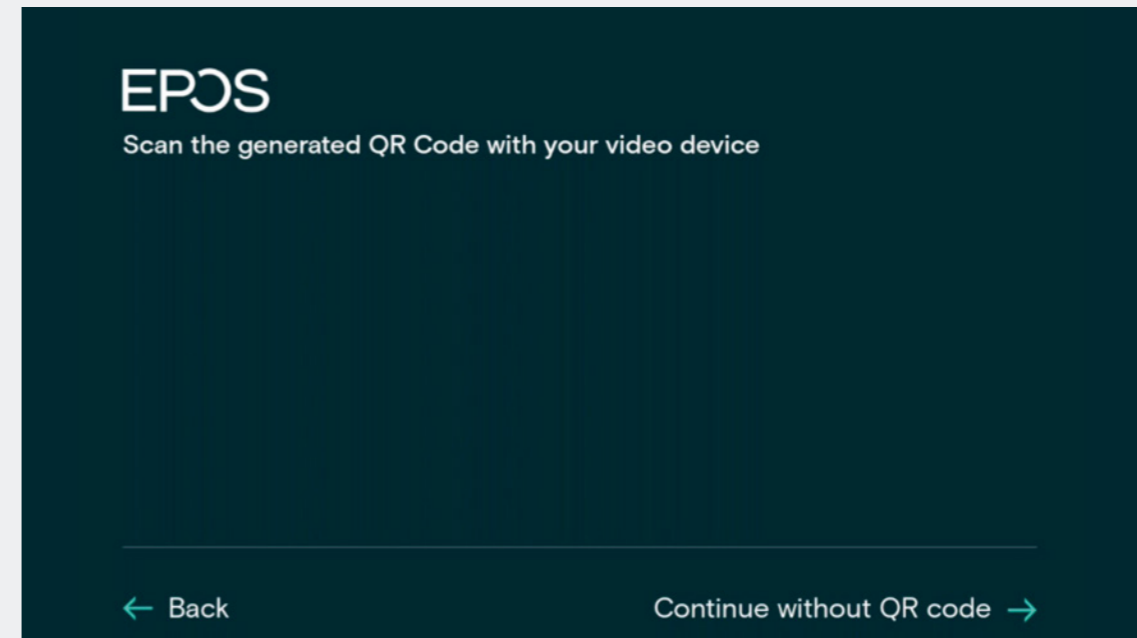 EPOS
Scan the generated QR Code with your video device
← Back
Continue without QR code →